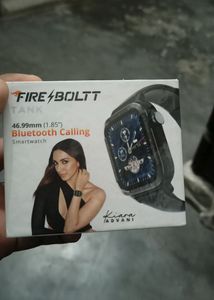 FIRE BOLTT
TANK
46.99mm (1.85")
Bluetooth Calling
Smartwatch
Kiara
ADVANI